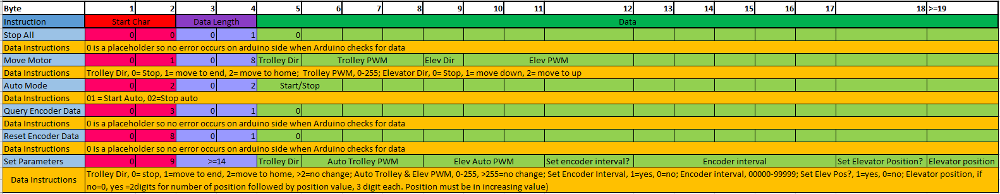 Byte 1 2 3 4 5 6 7 8 9 10 11 12 13 14 15 16 17 18 >=19
Instruction Start Char Data Length Data
Stop All 0 0 0 1 0
Data Instructions 0 is a placeholder so no error occurs on arduino side when Arduino checks for data
Move Motor 0 1 0 8 Trolley Dir Trolley PWM Elev Dir Elev PWM
Data Instructions Trolley Dir, 0= Stop, 1= move to end, 2= move to home; Trolley PWM, 0-255; Elevator Dir, 0= Stop, 1= move down, 2= move to up
Auto Mode 0 2 0 2 Start/Stop
Data Instructions 01 = Start Auto, 02=Stop auto
Query Encoder Data 0 3 0 1 0
Data Instructions 0 is a placeholder so no error occurs on arduino side when Arduino checks for data
Reset Encoder Data 0 8 0 1 0
Data Instructions 0 is a placeholder so no error occurs on arduino side when Arduino checks for data
Set Parameters 0 9 >=14 Trolley Dir Auto Trolley PWM Elev Auto PWM Set encoder interval? Encoder interval Set Elevator Position? Elevator position
Data Instructions Trolley Dir, 0= stop, 1=move to end, 2=move to home, >2=no change; Auto Trolley & Elev PWM, 0-255, >255=no change; Set Encoder Interval, 1=yes, 0=no; Encoder interval, 00000-99999; Set Elev Pos?, 1=yes, 0=no; Elevator position, if
no=0, yes =2digits for number of position followed by position value, 3 digit each. Position must be in increasing value)